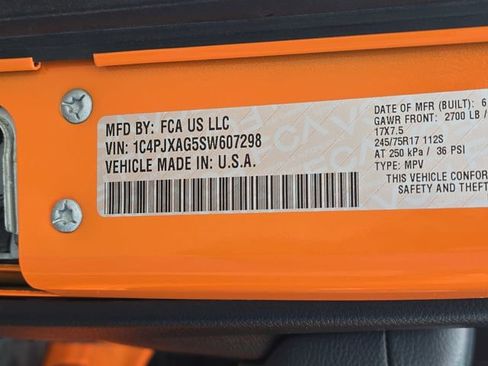 MFD BY: FCA US LLC
VIN: 1C4PJXAG5SW607298
VEHICLE MADE IN: U.S.A.
DATE OF MFR (BUILT): 6
GAWR FRONT: 2700 LB /
17X7.5
245/75R17 112S
AT 250 kPa / 36 PSI
TYPE: MPV
THIS VEHICLE CONFOR
SAFETY AND THEFT